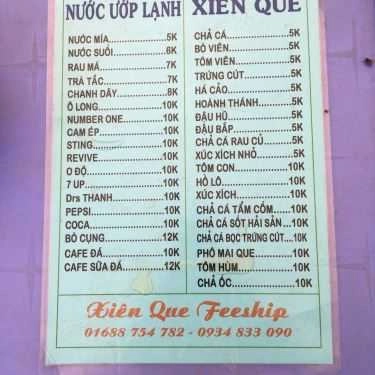 NƯỚC ƯỚP LẠNH
NƯỚC MÍA.................5K
NƯỚC SUỐI...............6K
RAU MÁ....................7K
TRÀ TẮC...................7K
CHANH DÂY..............8K
Ô LONG....................10K
NUMBER ONE...........10K
CAM ÉP....................10K
STING.......................10K
REVIVE.....................10K
O ĐỘ........................10K
7 UP.........................10K
Drs THANH...............10K
PEPSI.......................10K
COCA.......................10K
BÔ CỤNG..................12K
CAFE ĐÁ..................10K
CAFE SỮA ĐÁ...........12K
XIÊN QUE
CHẢ CÁ....................5K
BÒ VIÊN....................5K
TÔM VIÊN..................5K
TRỨNG CÚT...............5K
HÁ CẢO....................5K
HOÀNH THÁNH..........5K
ĐẬU HŨ....................5K
ĐẬU BẮP..................5K
CHẢ CÁ RAU CỦ........5K
XÚC XÍCH NHỎ..........5K
TÔM CON.................10K
HỒ LÔ......................10K
XÚC XÍCH.................10K
CHẢ CÁ TẨM CỐM.....10K
CHẢ CÁ SỐT HẢI SẢN..10K
CHẢ CÁ BỌC TRỨNG CÚT....10K
PHÔ MAI QUE...........10K
TÔM HÙM.................10K
CHẢ ỐC....................10K
Xiên Que Feeship
01688 754 782 - 0934 833 090